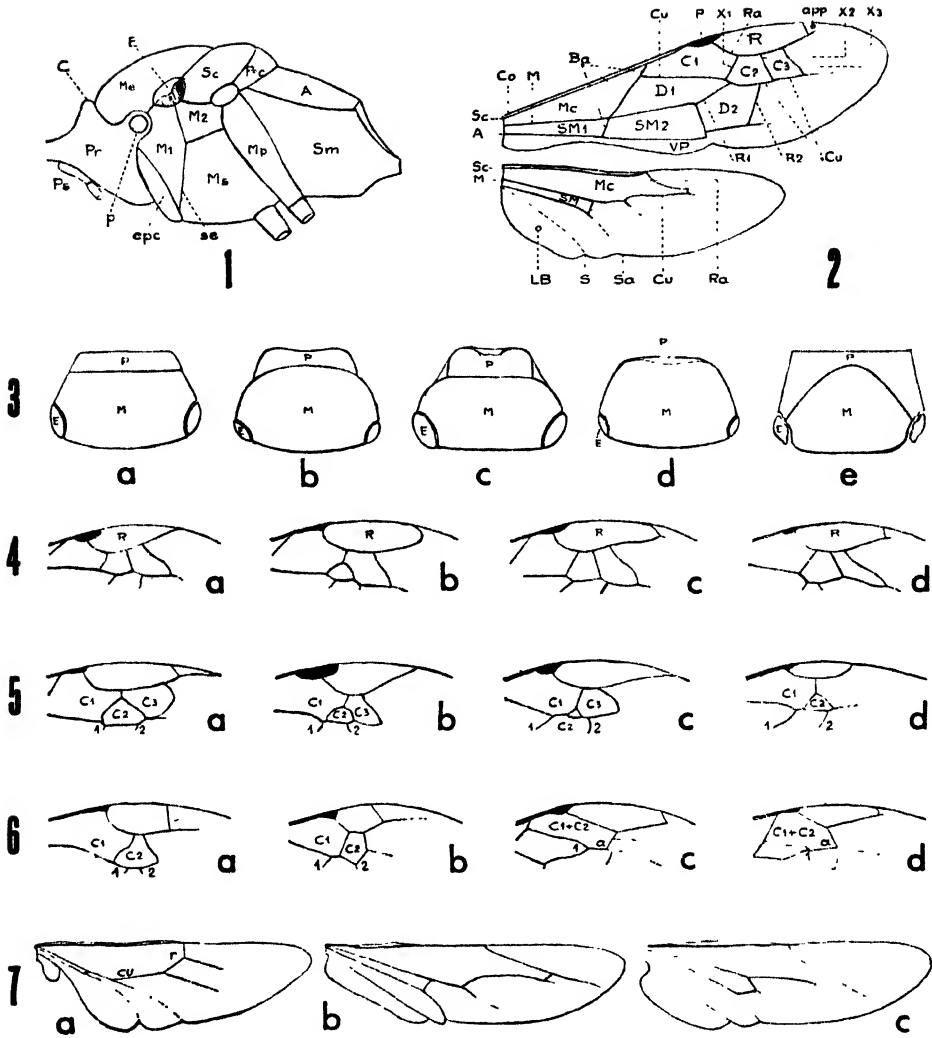 E
C
Me
Sc
Ptc
A
M2
Pr
M1
Mp
Sm
Ps
Ms
P
epc
se
1
Cu P X1 Ra app X2 X3
R
Co M
Bp
C1
C2
C3
Mc
D1
D2
Sc
A
SM1
SM2
VP
R1
R2
Cu
Sc
M
Mc
SM
LB S Sa Cu Ra
2
3
P
M
E
a
P
M
E
b
P
M
E
c
P
M
E
d
P
M
E
e
4
R
a
R
b
R
c
R
d
5
C1
C2
C3
1
2
a
C1
C2
C3
1
2
b
C1
C3
1
C2
2
c
C1
C2
1
2
d
6
C1
C2
1
2
a
C1
C2
1
2
b
C1+C2
1
a
c
C1+C2
1
a
d
7
cu
r
a
b
c